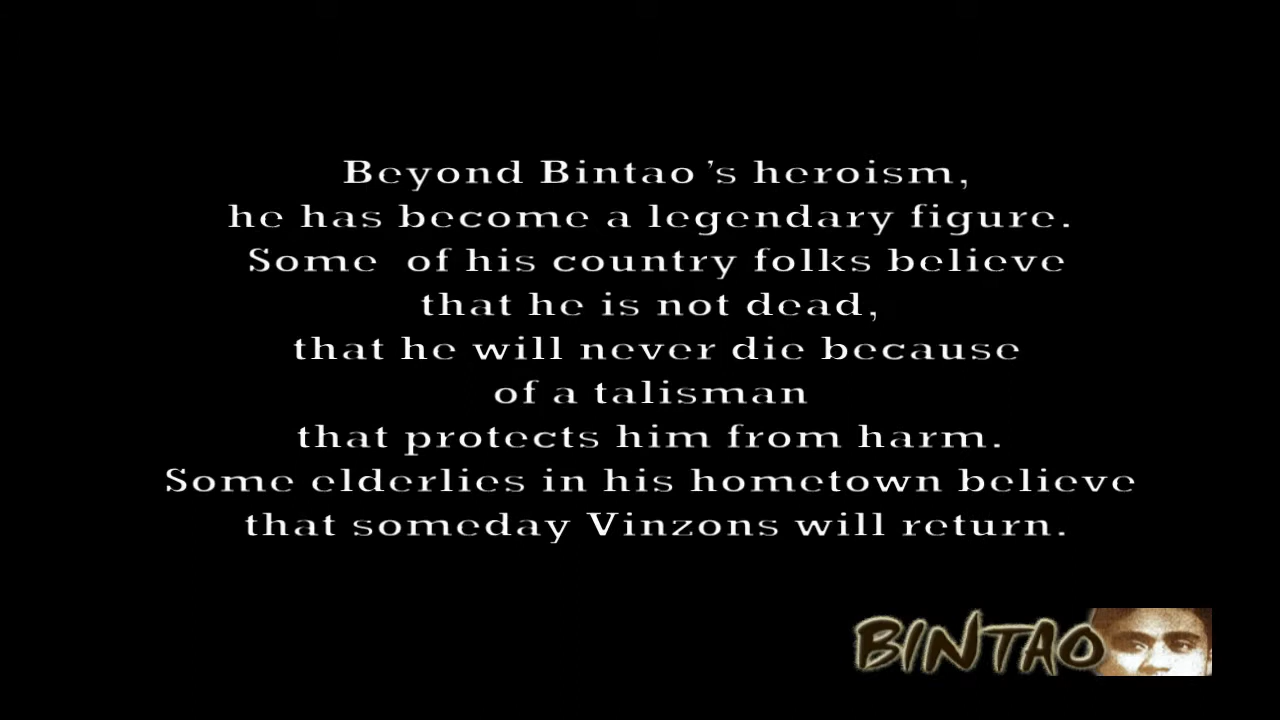 Beyond Bintao's heroism,
he has become a legendary figure.
Some of his country folks believe
that he is not dead,
that he will never die because
of a talisman
that protects him from harm.
Some elderlies in his hometown believe
that someday Vinzons will return.
BINTAO